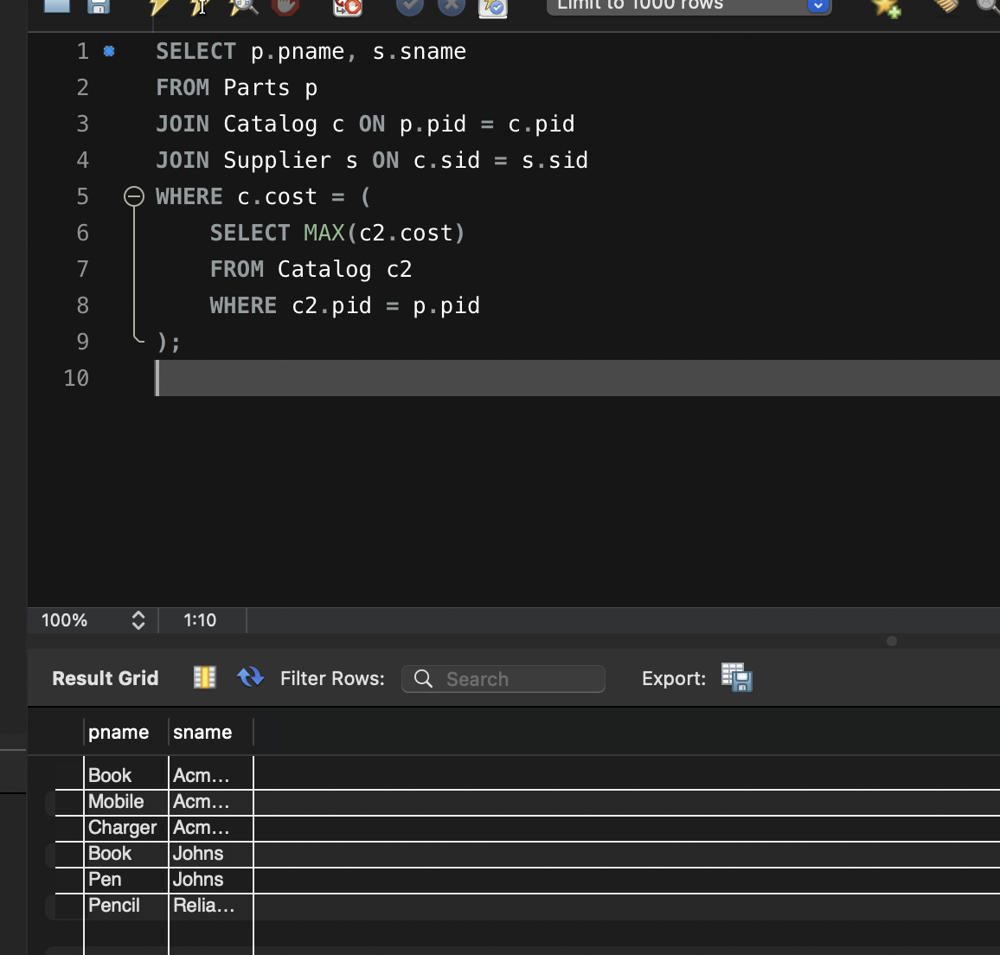 Limit to 1000 rows
1 SELECT p.pname, s.sname
2 FROM Parts p
3 JOIN Catalog c ON p.pid = c.pid
4 JOIN Supplier s ON c.sid = s.sid
5 WHERE c.cost = (
6 SELECT MAX(c2.cost)
7 FROM Catalog c2
8 WHERE c2.pid = p.pid
9 );
10
100% 1:10
Result Grid Filter Rows: Search Export:
pname sname
Book Acm...
Mobile Acm...
Charger Acm...
Book Johns
Pen Johns
Pencil Relia...